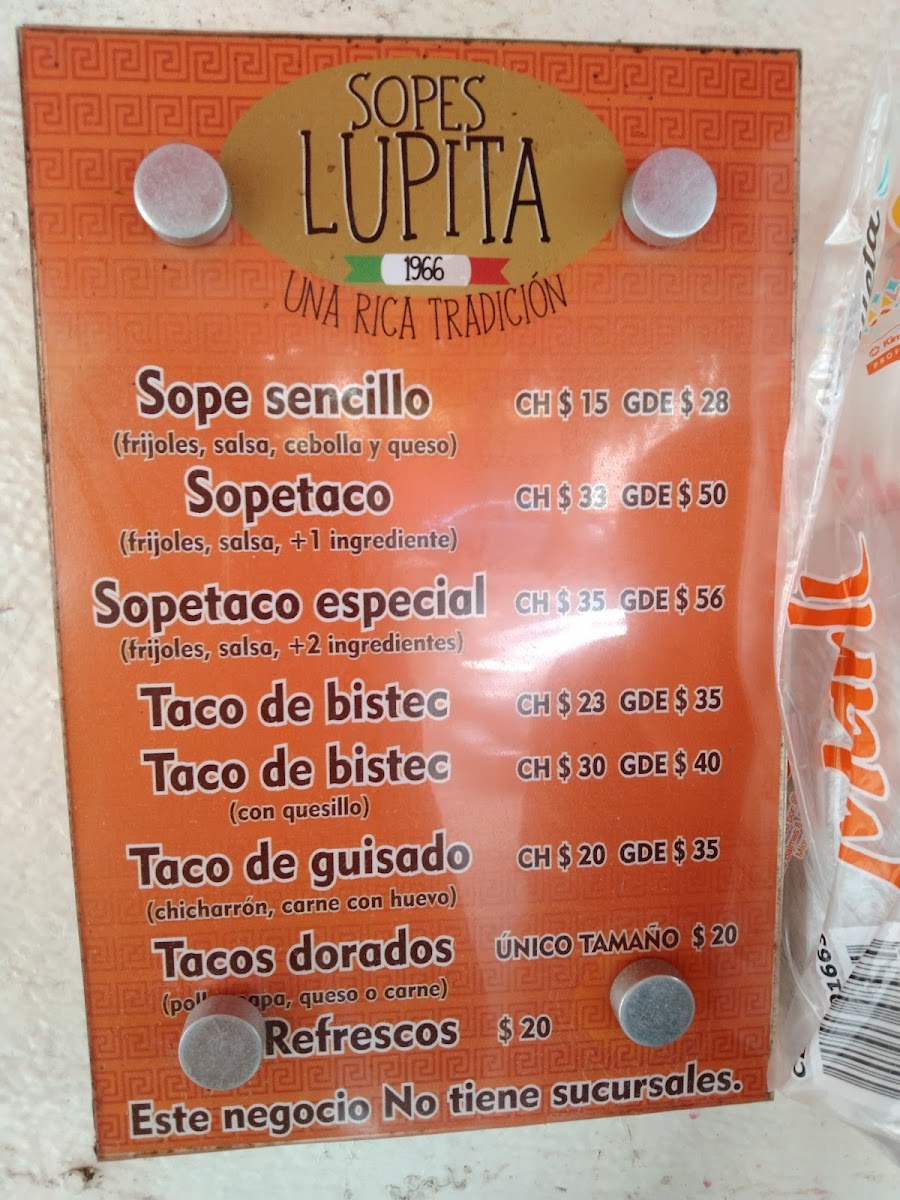 SOPES
LUPITA
1966
UNA RICA TRADICIÓN
Sope sencillo CH $ 15 GDE $ 28
(frijoles, salsa, cebolla y queso)
Sopetaco CH $ 33 GDE $ 50
(frijoles, salsa, +1 ingrediente)
Sopetaco especial CH $ 35 GDE $ 56
(frijoles, salsa, +2 ingredientes)
Taco de bistec CH $ 23 GDE $ 35
Taco de bistec CH $ 30 GDE $ 40
(con quesillo)
Taco de guisado CH $ 20 GDE $ 35
(chicharrón, carne con huevo)
Tacos dorados ÚNICO TAMAÑO $ 20
queso o carne)
Refrescos $ 20
Este negocio No tiene sucursales.